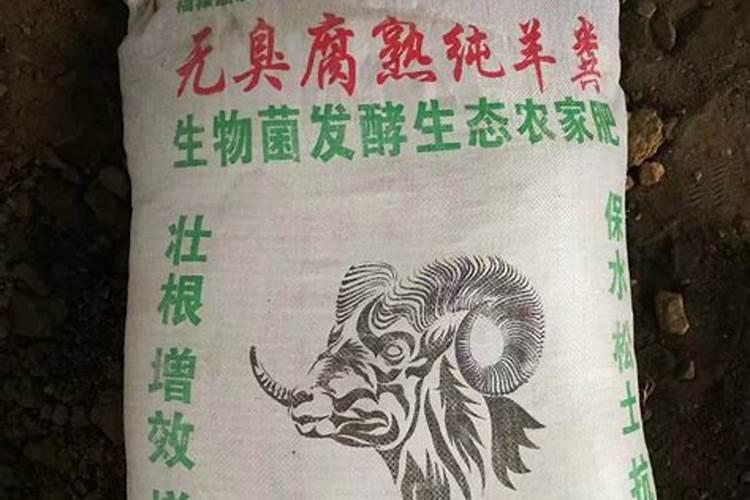 无臭腐熟纯羊粪
生物菌发酵生态农家肥
壮根 增效
保水 松土 抗